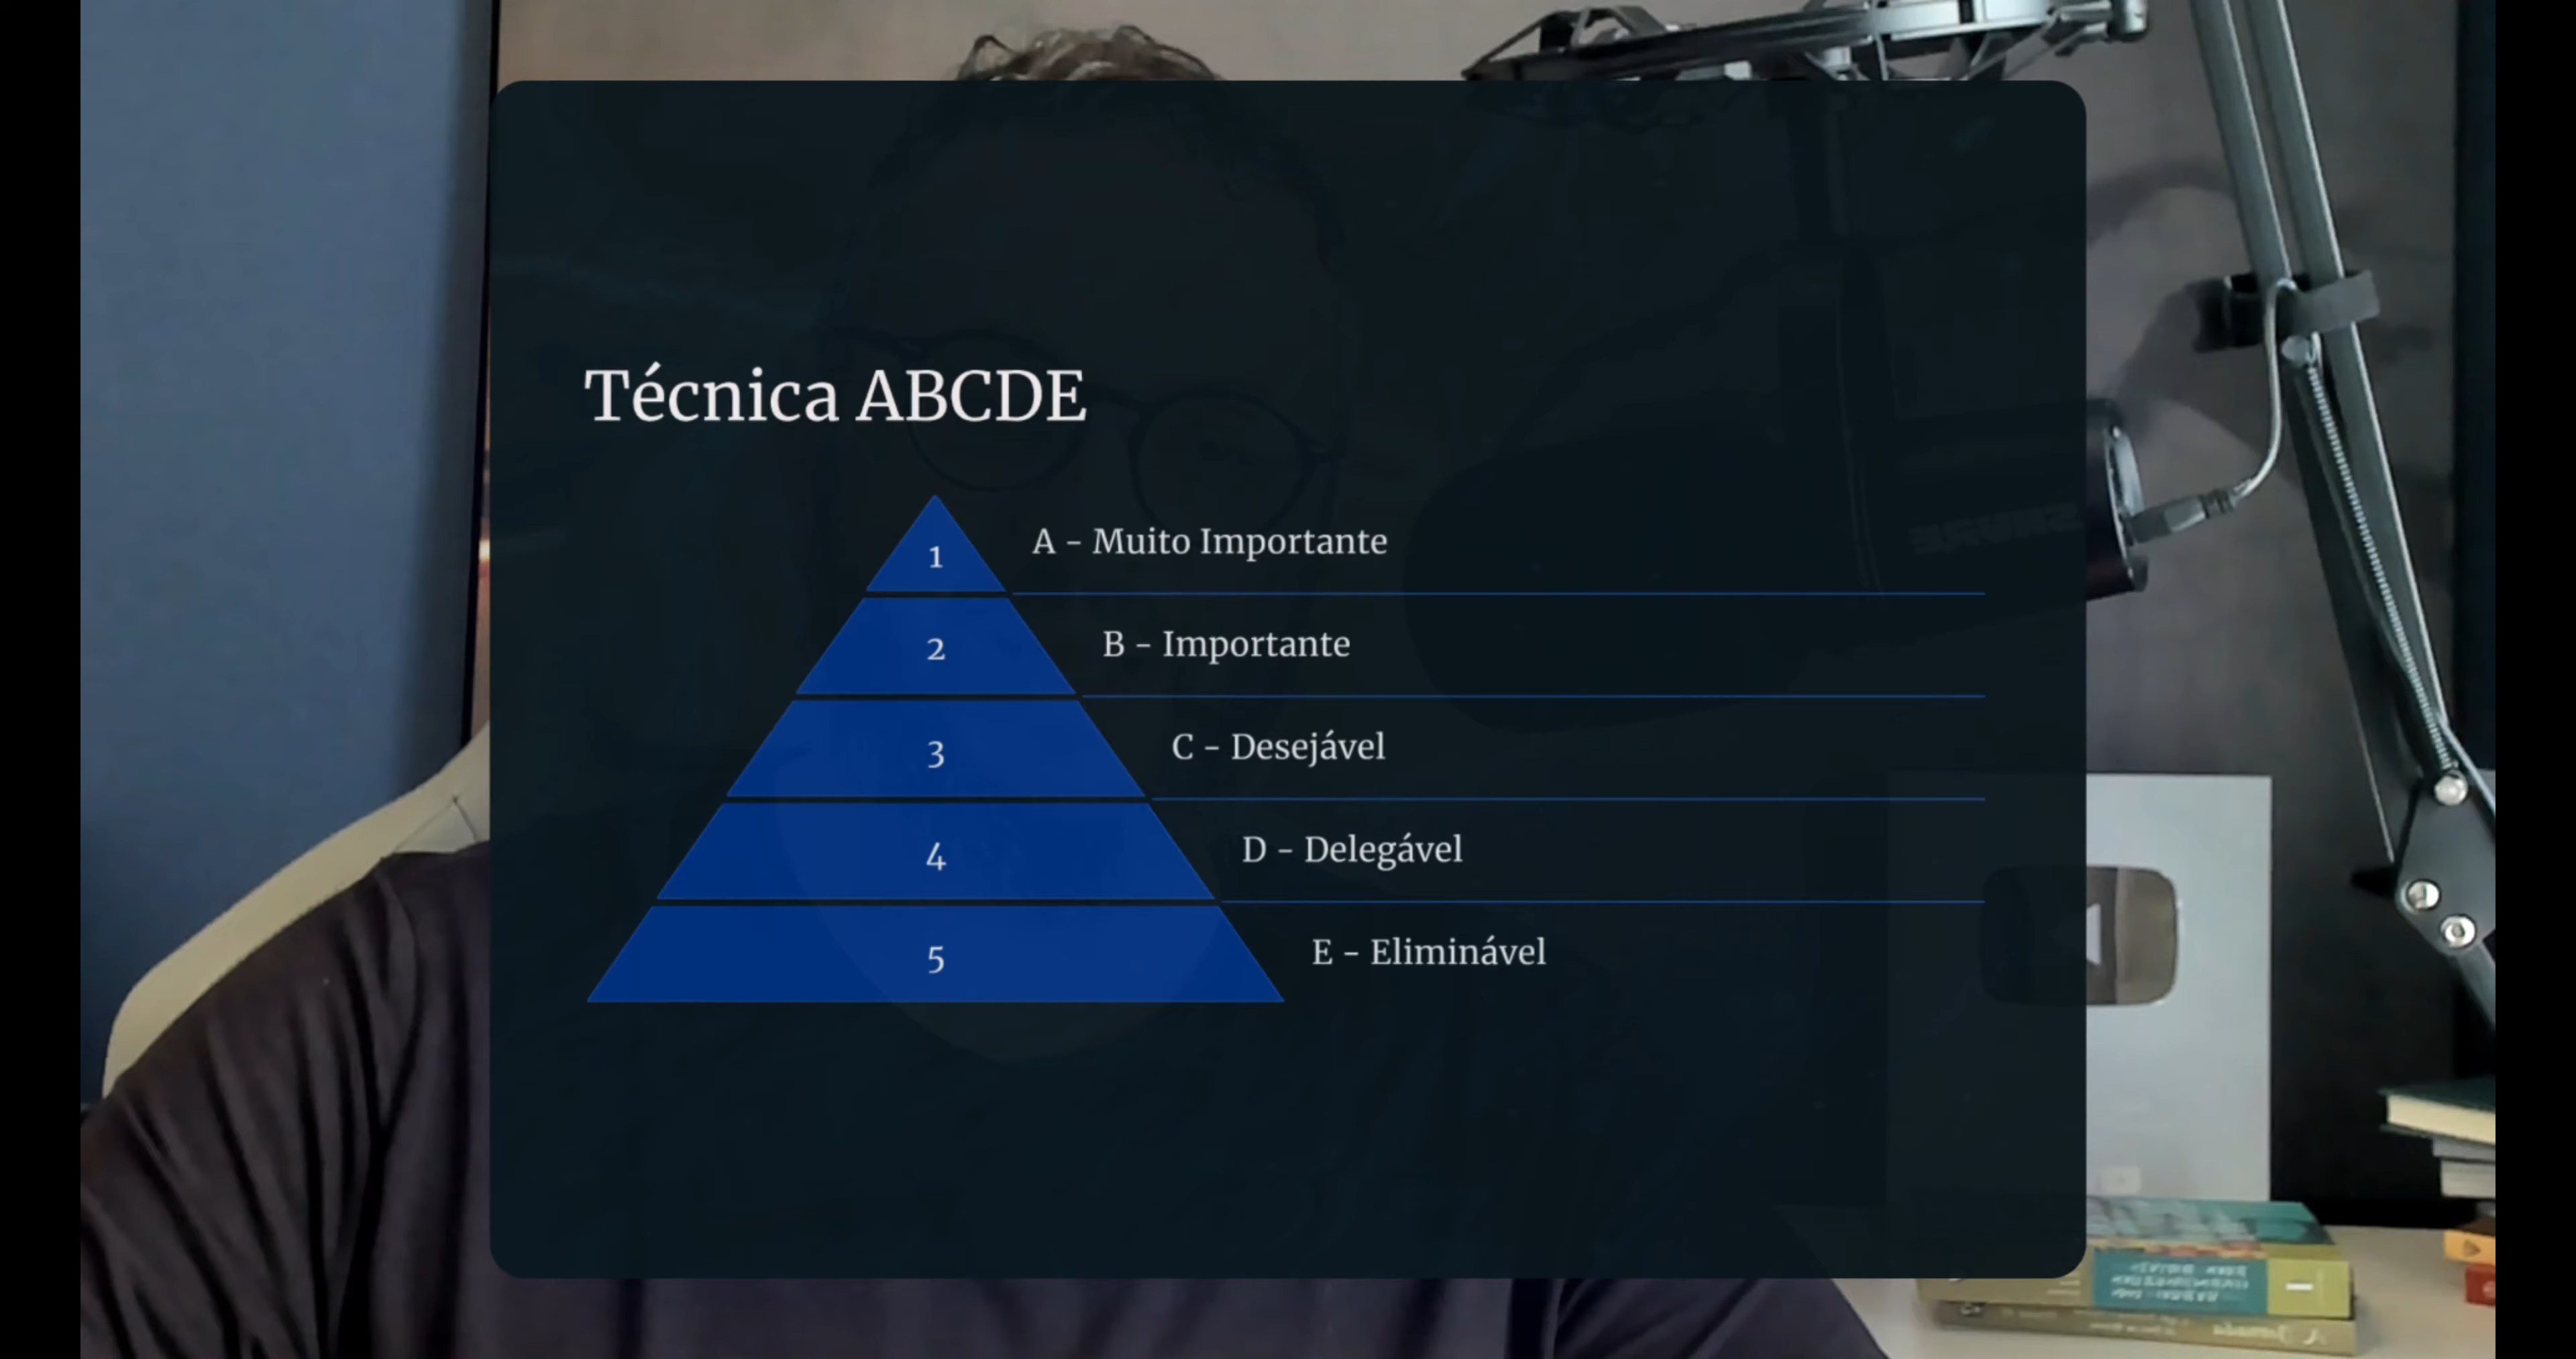 Técnica ABCDE
1
A - Muito Importante
2
B - Importante
3
C - Desejável
4
D - Delegável
5
E - Eliminável